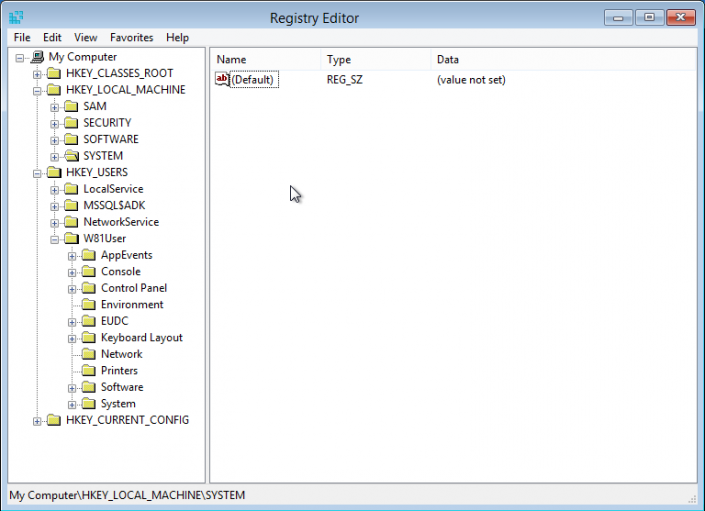 Registry Editor
File Edit View Favorites Help
My Computer
HKEY_CLASSES_ROOT
HKEY_LOCAL_MACHINE
SAM
SECURITY
SOFTWARE
SYSTEM
HKEY_USERS
LocalService
MSSQL$ADK
NetworkService
W81User
AppEvents
Console
Control Panel
Environment
EUDC
Keyboard Layout
Network
Printers
Software
System
HKEY_CURRENT_CONFIG
Name Type Data
ab (Default) REG_SZ (value not set)
My Computer\HKEY_LOCAL_MACHINE\SYSTEM